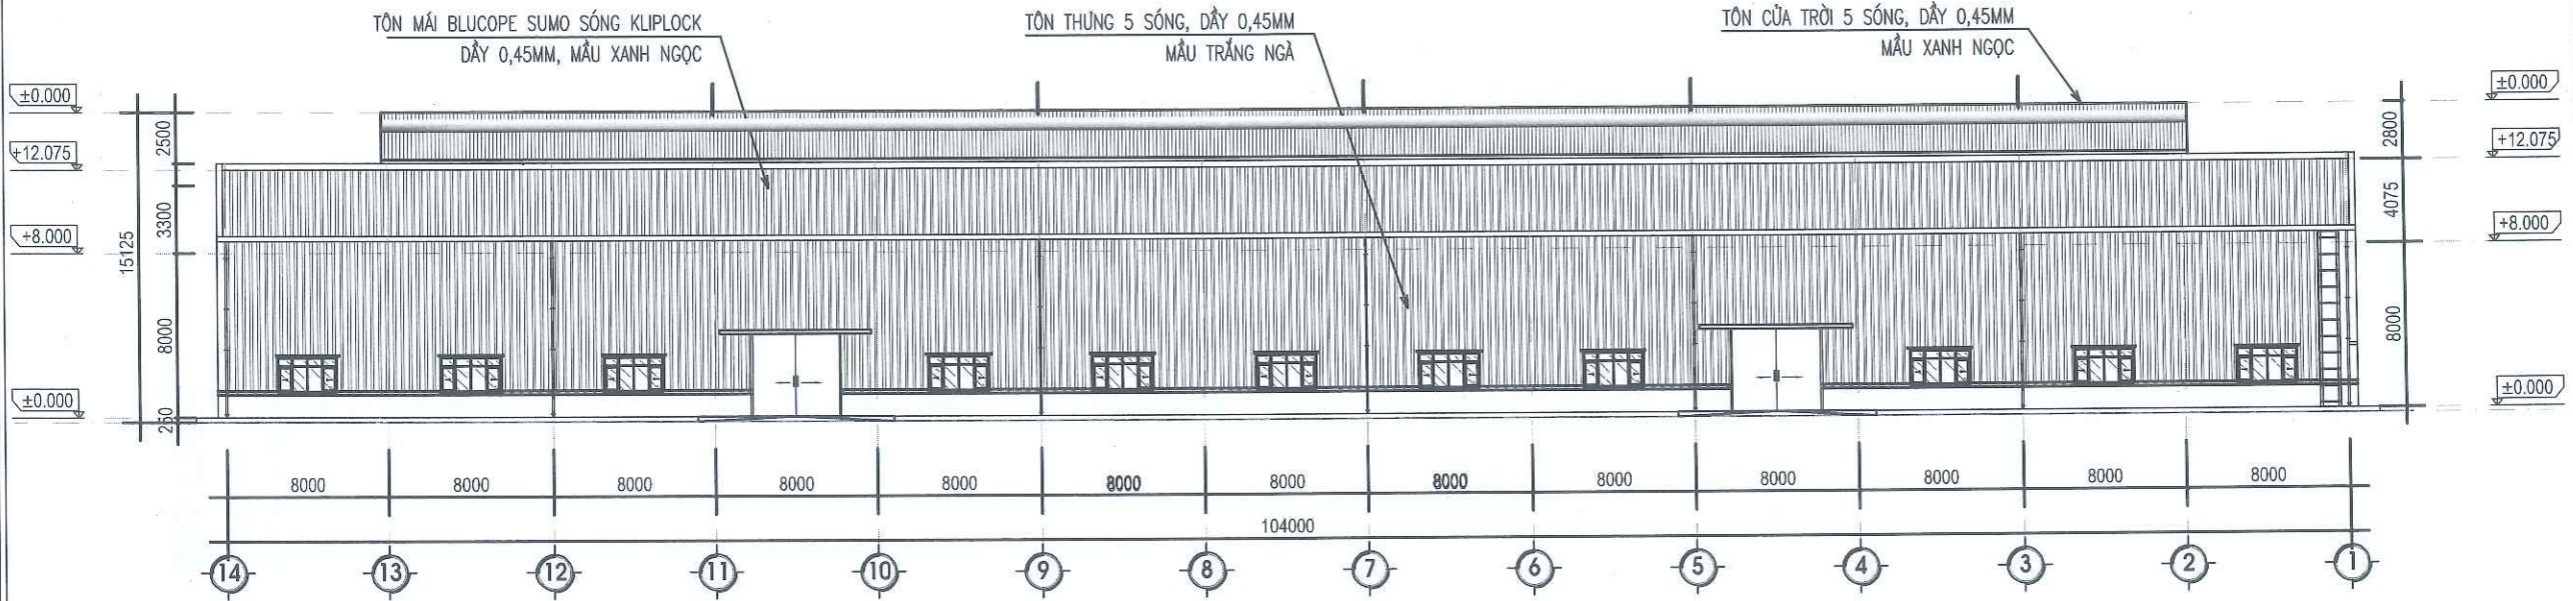 TÔN MÁI BLUCOPE SUMO SÓNG KLIPLOCK
DẦY 0,45MM, MẦU XANH NGỌC
TÔN THƯNG 5 SÓNG, DẦY 0,45MM
MẦU TRẮNG NGÀ
TÔN CỬA TRỜI 5 SÓNG, DẦY 0,45MM
MẦU XANH NGỌC
±0.000
+12.075
+8.000
±0.000
15125
2500
3300
8000
250
2800
4075
8000
±0.000
+12.075
+8.000
±0.000
8000 8000 8000 8000 8000 8000 8000 8000 8000 8000 8000 8000 8000
104000
14 13 12 11 10 9 8 7 6 5 4 3 2 1